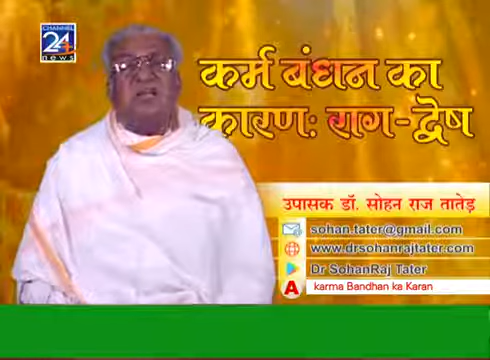 CHANNEL
24
news
कर्म बंधन का
कारण: राग-द्वेष
उपासक डॉ. सोहन राज तातेड़
sohan.tater@gmail.com
www.drsohanrajtater.com
Dr SohanRaj Tater
A karma Bandhan ka Karan